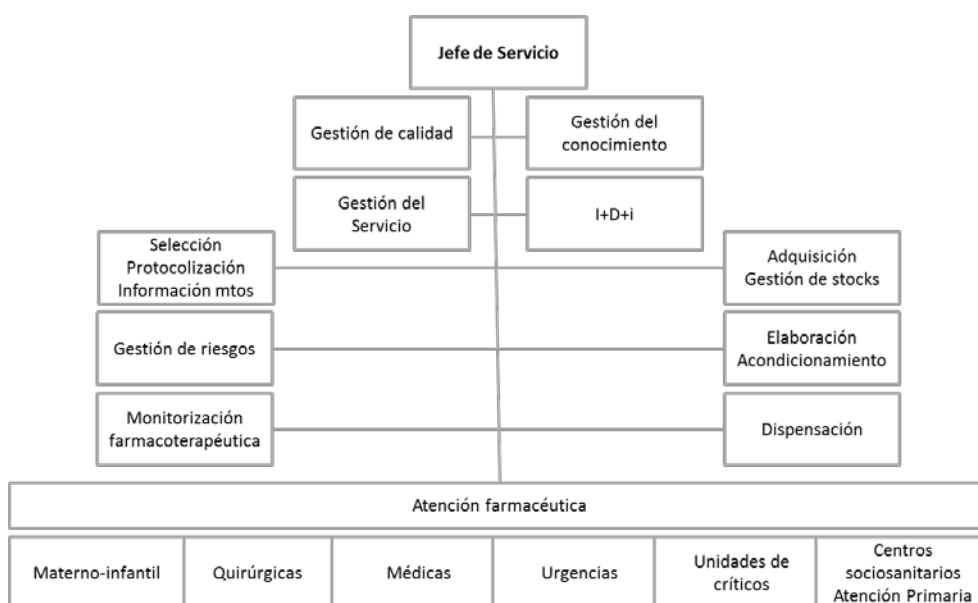 Jefe de Servicio
Gestión de calidad
Gestión del
conocimiento
Gestión del
Servicio
I+D+i
Selección
Protocolización
Información mtos
Adquisición
Gestión de stocks
Gestión de riesgos
Elaboración
Acondicionamiento
Monitorización
farmacoterapéutica
Dispensación
Atención farmacéutica
Materno-infantil
Quirúrgicas
Médicas
Urgencias
Unidades de
críticos
Centros
sociosanitarios
Atención Primaria